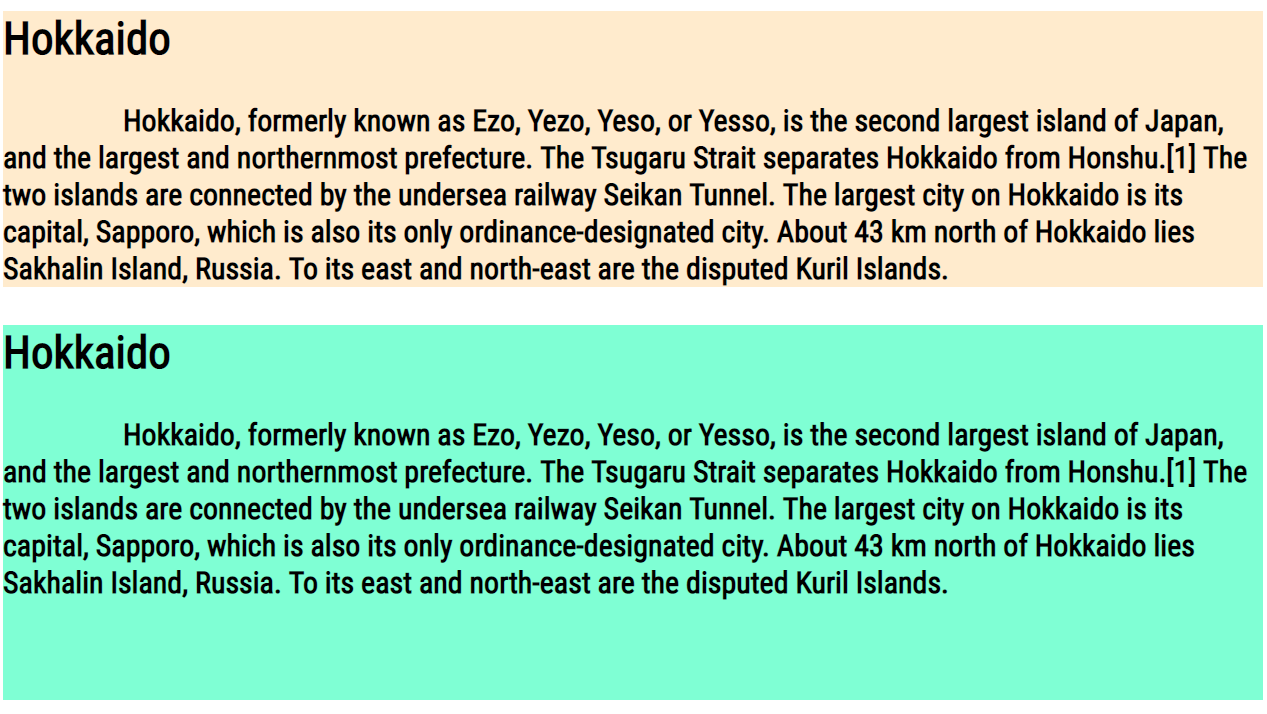 Hokkaido
Hokkaido, formerly known as Ezo, Yezo, Yeso, or Yesso, is the second largest island of Japan,
and the largest and northernmost prefecture. The Tsugaru Strait separates Hokkaido from Honshu.[1] The
two islands are connected by the undersea railway Seikan Tunnel. The largest city on Hokkaido is its
capital, Sapporo, which is also its only ordinance-designated city. About 43 km north of Hokkaido lies
Sakhalin Island, Russia. To its east and north-east are the disputed Kuril Islands.
Hokkaido
Hokkaido, formerly known as Ezo, Yezo, Yeso, or Yesso, is the second largest island of Japan,
and the largest and northernmost prefecture. The Tsugaru Strait separates Hokkaido from Honshu.[1] The
two islands are connected by the undersea railway Seikan Tunnel. The largest city on Hokkaido is its
capital, Sapporo, which is also its only ordinance-designated city. About 43 km north of Hokkaido lies
Sakhalin Island, Russia. To its east and north-east are the disputed Kuril Islands.